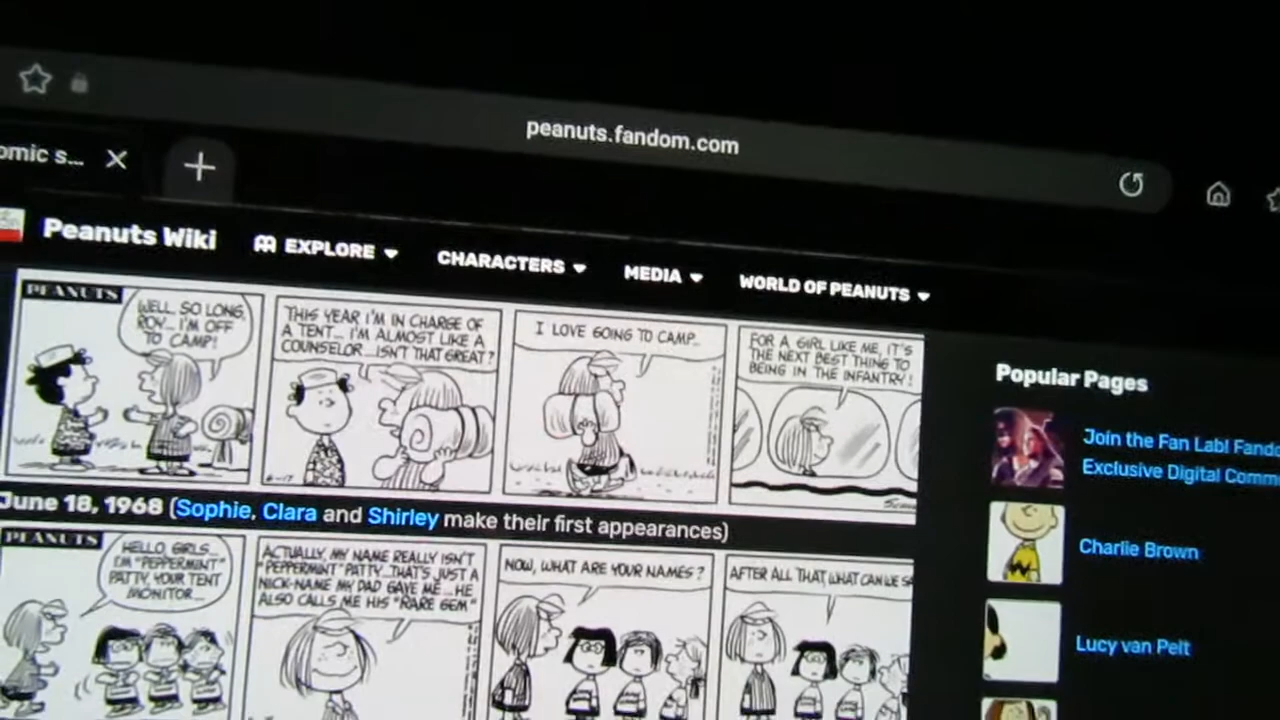 peanuts.fandom.com
omic s...
Peanuts Wiki
EXPLORE
CHARACTERS
MEDIA
WORLD OF PEANUTS
PEANUTS
WELL, SO LONG,
ROY... I'M OFF
TO CAMP!
THIS YEAR I'M IN CHARGE OF
A TENT... I'M ALMOST LIKE A
COUNSELOR... ISN'T THAT GREAT?
6-17
I LOVE GOING TO CAMP...
FOR A GIRL LIKE ME, IT'S
THE NEXT BEST THING TO
BEING IN THE INFANTRY!
June 18, 1968 (Sophie, Clara and Shirley make their first appearances)
PEANUTS
HELLO, GIRLS...
I'M "PEPPERMINT"
PATTY, YOUR TENT
MONITOR...
ACTUALLY, MY NAME REALLY ISN'T
"PEPPERMINT" PATTY...THAT'S JUST A
NICK-NAME MY DAD GAVE ME...HE
ALSO CALLS ME HIS "RARE GEM"
NOW, WHAT ARE YOUR NAMES?
AFTER ALL THAT, WHAT CAN WE SA
Popular Pages
Join the Fan Lab! Fando
Exclusive Digital Comm
Charlie Brown
Lucy van Pelt